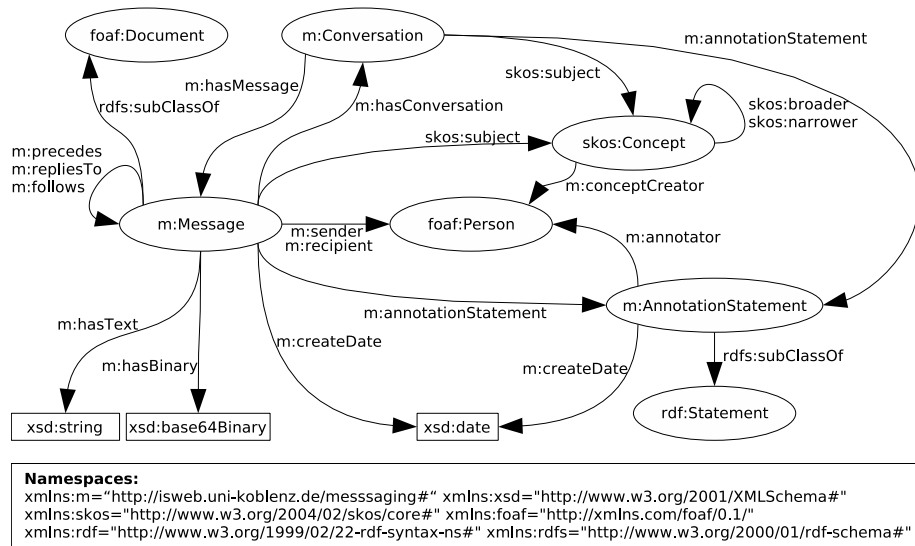 foaf:Document
m:Conversation
m:annotationStatement
skos:subject
m:hasMessage
rdfs:subClassOf
m:hasConversation
skos:broader
skos:narrower
skos:subject
skos:Concept
m:precedes
m:repliesTo
m:follows
m:conceptCreator
m:Message
m:sender
m:recipient
foaf:Person
m:annotator
m:annotationStatement
m:AnnotationStatement
m:hasText
m:createDate
m:hasBinary
m:createDate
rdfs:subClassOf
xsd:string
xsd:base64Binary
xsd:date
rdf:Statement
Namespaces:
xmlns:m=“http://isweb.uni-koblenz.de/messsaging#“ xmlns:xsd="http://www.w3.org/2001/XMLSchema#"
xmlns:skos="http://www.w3.org/2004/02/skos/core#" xmlns:foaf="http://xmlns.com/foaf/0.1/"
xmlns:rdf="http://www.w3.org/1999/02/22-rdf-syntax-ns#" xmlns:rdfs="http://www.w3.org/2000/01/rdf-schema#"